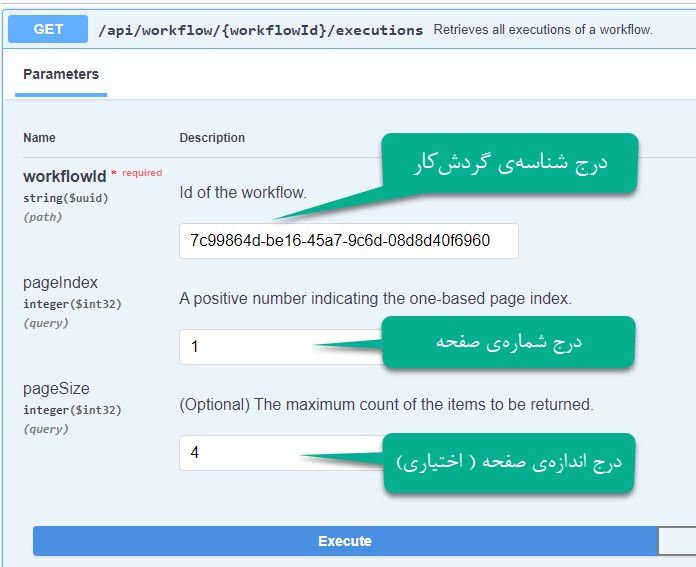 GET /api/workflow/{workflowId}/executions Retrieves all executions of a workflow.
Parameters
Name Description
workflowId * required
string($uuid)
(path)
Id of the workflow.
درج شناسه‌ی گردش‌کار
7c99864d-be16-45a7-9c6d-08d8d40f6960
pageIndex
integer($int32)
(query)
A positive number indicating the one-based page index.
1
درج شماره‌ی صفحه
pageSize
integer($int32)
(query)
(Optional) The maximum count of the items to be returned.
4
درج اندازه‌ی صفحه ( اختیاری)
Execute